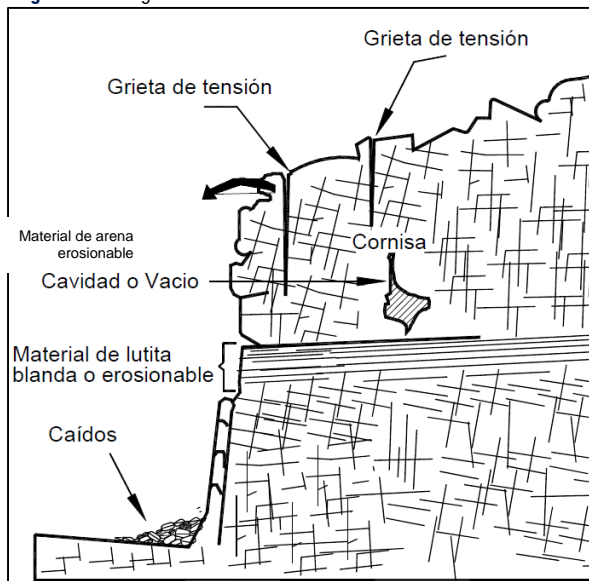 Grieta de tensión
Grieta de tensión
Material de arena
erosionable
Cornisa
Cavidad o Vacio
Material de lutita
blanda o erosionable
Caídos